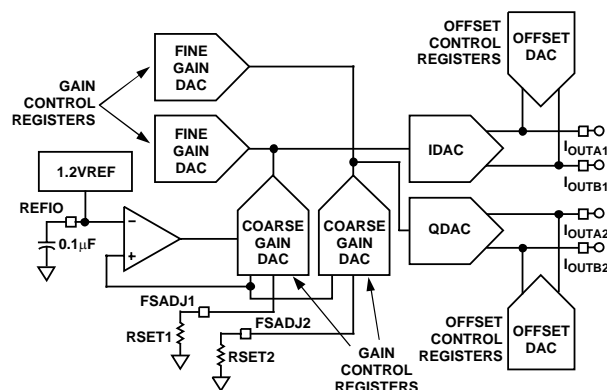 FINE
GAIN
DAC
GAIN
CONTROL
REGISTERS
FINE
GAIN
DAC
OFFSET
CONTROL
REGISTERS
OFFSET
DAC
IDAC
IOUTA1
IOUTB1
1.2VREF
REFIO
0.1μF
−
+
COARSE
GAIN
DAC
COARSE
GAIN
DAC
QDAC
IOUTA2
IOUTB2
FSADJ1
RSET1
FSADJ2
RSET2
GAIN
CONTROL
REGISTERS
OFFSET
CONTROL
REGISTERS
OFFSET
DAC